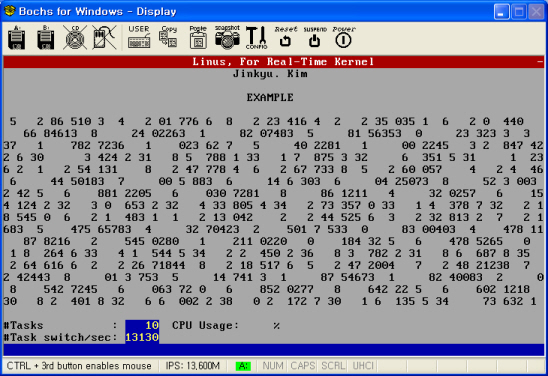 Bochs for Windows - Display
A: B: CD USER Copy Paste snapshot CONFIG Reset SUSPEND Power
Linus, For Real-Time Kernel
Jinkyu. Kim
EXAMPLE
5 2 86 510 3 4 2 01 776 6 8 2 23 416 4 2 2 35 035 1 6 2 0 440
66 84613 8 24 02263 1 82 07483 5 81 56353 0 23 323 3 3
37 1 782 7236 1 023 62 7 5 40 2281 1 00 2245 3 2 847 42
2 6 30 3 424 2 31 8 5 788 1 33 1 7 875 3 32 6 351 5 31 1 23
6 2 1 2 54 131 8 2 47 778 4 6 2 67 733 8 5 2 60 057 4 2 4 46
6 44 50183 7 00 5 883 6 14 6 303 6 04 25073 8 52 3 003
2 42 5 6 881 2205 6 030 7281 8 86 1211 4 32 0257 6 15
4 124 2 32 3 0 653 2 32 4 33 805 4 34 2 73 357 0 33 1 4 378 7 32 2 1
8 545 0 6 2 1 483 1 1 2 13 042 2 2 44 525 6 3 2 32 813 2 7 2 1
683 5 475 65783 4 32 70423 2 501 7 533 0 83 00403 4 478 11
87 8216 2 545 0280 1 211 0220 0 184 32 5 6 478 5265 0
1 8 264 6 33 4 1 544 5 34 2 2 450 2 36 8 3 782 2 31 8 6 687 8 35
2 64 616 6 2 2 26 71844 8 2 18 517 6 5 2 47 2004 7 2 48 21238 7
2 42443 8 01 3 753 5 14 741 3 1 87 54673 1 82 40083 2 0
8 542 7245 6 063 72 0 6 852 0277 8 642 22 5 6 602 1218
30 8 2 401 8 32 6 6 002 2 38 0 2 172 7 30 1 6 135 5 34 73 632 1
#Tasks : 10 CPU Usage: %
#Task switch/sec: 13130
CTRL + 3rd button enables mouse IPS: 13,600M A: NUM CAPS SCRL UHCI